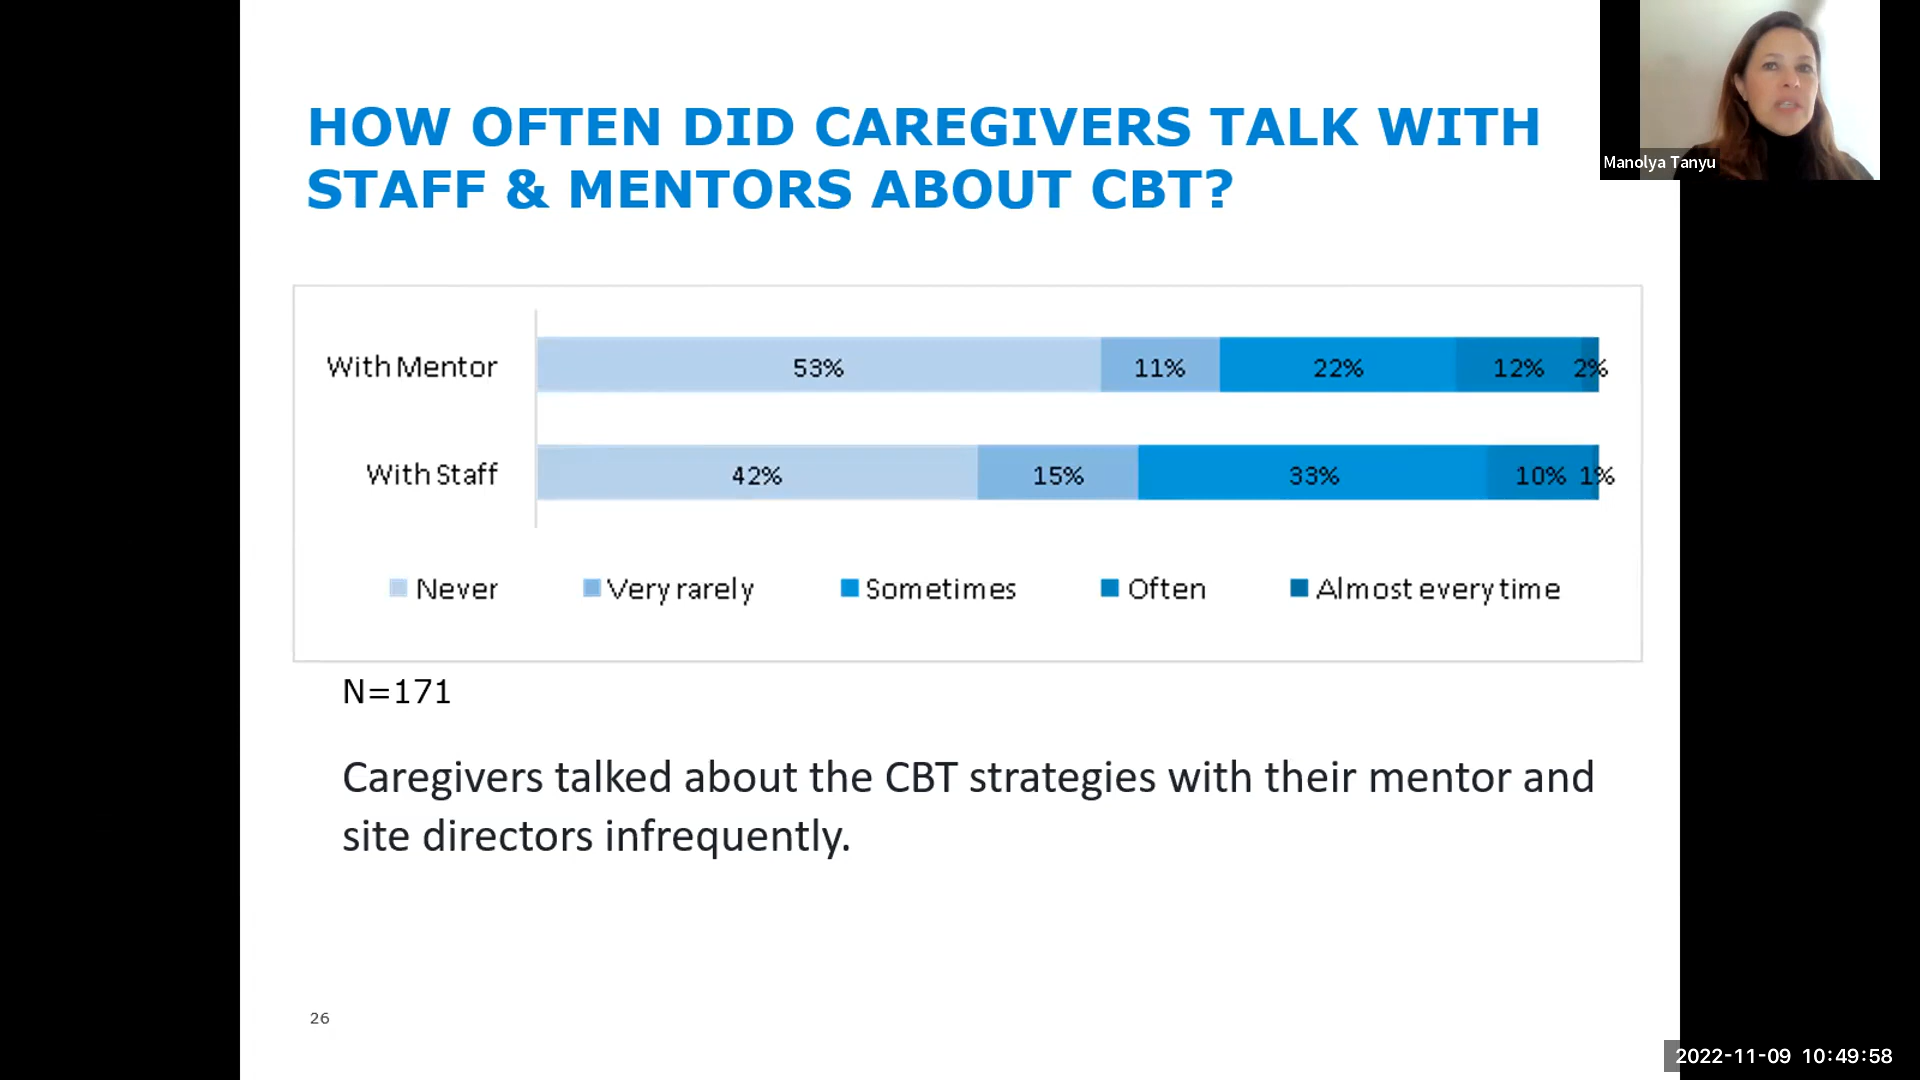 HOW OFTEN DID CAREGIVERS TALK WITH
STAFF & MENTORS ABOUT CBT?
Manolya Tanyu
With Mentor 53% 11% 22% 12% 2%
With Staff 42% 15% 33% 10% 1%
Never Very rarely Sometimes Often Almost every time
N=171
Caregivers talked about the CBT strategies with their mentor and
site directors infrequently.
26
2022-11-09 10:49:58